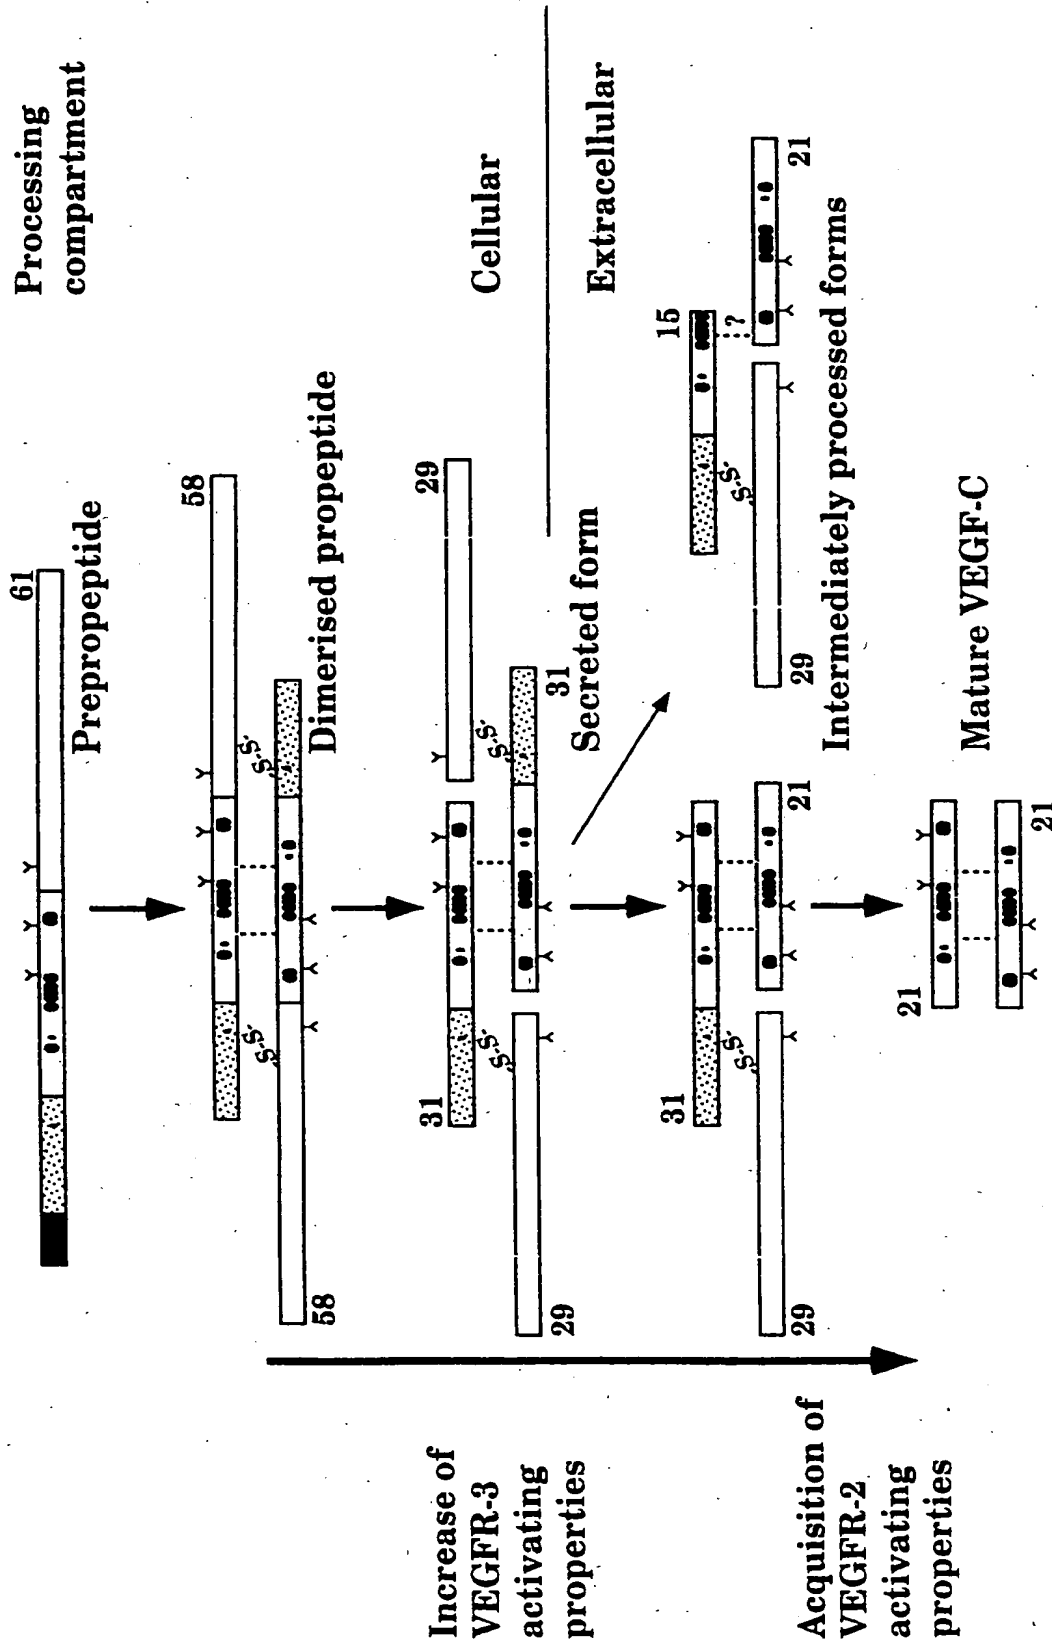 Processing
compartment
61
Prepropeptide
58
S-S
S-S
58
Dimerised propeptide
Increase of
VEGFR-3
activating
properties
31
29
S-S
S-S
29
31
Secreted form
Cellular
Extracellular
31
S-S
29
21
15
S-S
?
29
21
Intermediately processed forms
Acquisition of
VEGFR-2
activating
properties
21
21
Mature VEGF-C